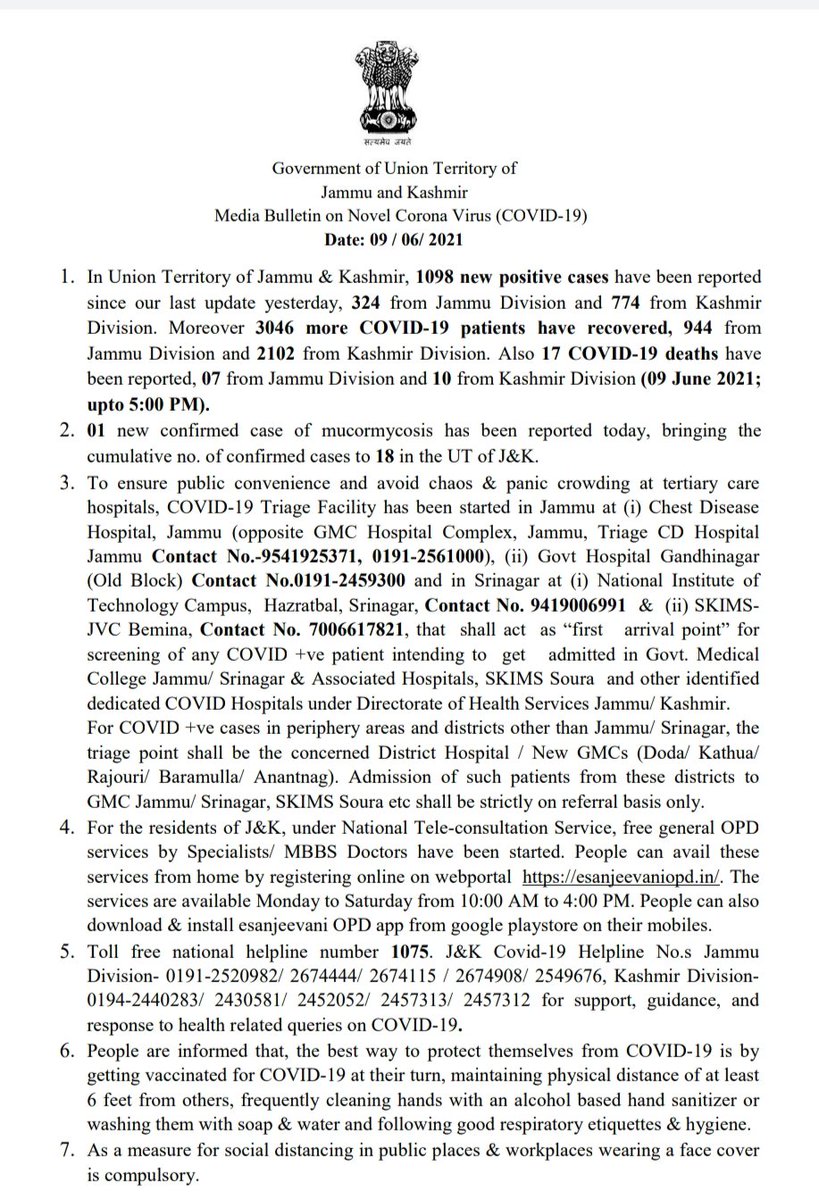 सत्यमेव जयते
Government of Union Territory of
Jammu and Kashmir
Media Bulletin on Novel Corona Virus (COVID-19)
Date: 09 / 06/ 2021
1. In Union Territory of Jammu & Kashmir, 1098 new positive cases have been reported
since our last update yesterday, 324 from Jammu Division and 774 from Kashmir
Division. Moreover 3046 more COVID-19 patients have recovered, 944 from
Jammu Division and 2102 from Kashmir Division. Also 17 COVID-19 deaths have
been reported, 07 from Jammu Division and 10 from Kashmir Division (09 June 2021;
upto 5:00 PM).
2. 01 new confirmed case of mucormycosis has been reported today, bringing the
cumulative no. of confirmed cases to 18 in the UT of J&K.
3. To ensure public convenience and avoid chaos & panic crowding at tertiary care
hospitals, COVID-19 Triage Facility has been started in Jammu at (i) Chest Disease
Hospital, Jammu (opposite GMC Hospital Complex, Jammu, Triage CD Hospital
Jammu Contact No.-9541925371, 0191-2561000), (ii) Govt Hospital Gandhinagar
(Old Block) Contact No.0191-2459300 and in Srinagar at (i) National Institute of
Technology Campus, Hazratbal, Srinagar, Contact No. 9419006991 & (ii) SKIMS-
JVC Bemina, Contact No. 7006617821, that shall act as “first arrival point” for
screening of any COVID +ve patient intending to get admitted in Govt. Medical
College Jammu/ Srinagar & Associated Hospitals, SKIMS Soura and other identified
dedicated COVID Hospitals under Directorate of Health Services Jammu/ Kashmir.
For COVID +ve cases in periphery areas and districts other than Jammu/ Srinagar, the
triage point shall be the concerned District Hospital / New GMCs (Doda/ Kathua/
Rajouri/ Baramulla/ Anantnag). Admission of such patients from these districts to
GMC Jammu/ Srinagar, SKIMS Soura etc shall be strictly on referral basis only.
4. For the residents of J&K, under National Tele-consultation Service, free general OPD
services by Specialists/ MBBS Doctors have been started. People can avail these
services from home by registering online on webportal https://esanjeevaniopd.in/. The
services are available Monday to Saturday from 10:00 AM to 4:00 PM. People can also
download & install esanjeevani OPD app from google playstore on their mobiles.
5. Toll free national helpline number 1075. J&K Covid-19 Helpline No.s Jammu
Division- 0191-2520982/ 2674444/ 2674115 / 2674908/ 2549676, Kashmir Division-
0194-2440283/ 2430581/ 2452052/ 2457313/ 2457312 for support, guidance, and
response to health related queries on COVID-19.
6. People are informed that, the best way to protect themselves from COVID-19 is by
getting vaccinated for COVID-19 at their turn, maintaining physical distance of at least
6 feet from others, frequently cleaning hands with an alcohol based hand sanitizer or
washing them with soap & water and following good respiratory etiquettes & hygiene.
7. As a measure for social distancing in public places & workplaces wearing a face cover
is compulsory.